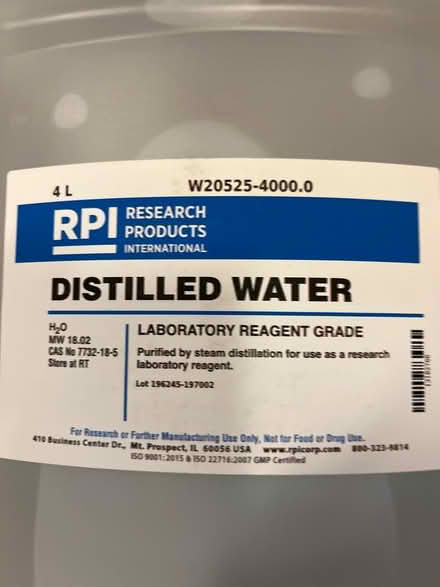 4 L
W20525-4000.0
RPI
RESEARCH
PRODUCTS
INTERNATIONAL
DISTILLED WATER
H₂O
MW 18.02
CAS No 7732-18-5
Store at RT
LABORATORY REAGENT GRADE
Purified by steam distillation for use as a research
laboratory reagent.
Lot 196245-197002
For Research or Further Manufacturing Use Only, Not for Food or Drug Use.
410 Business Center Dr., Mt. Prospect, IL 60056 USA www.rpicorp.com 800-323-9814
ISO 9001:2015 & ISO 22716:2007 GMP Certified